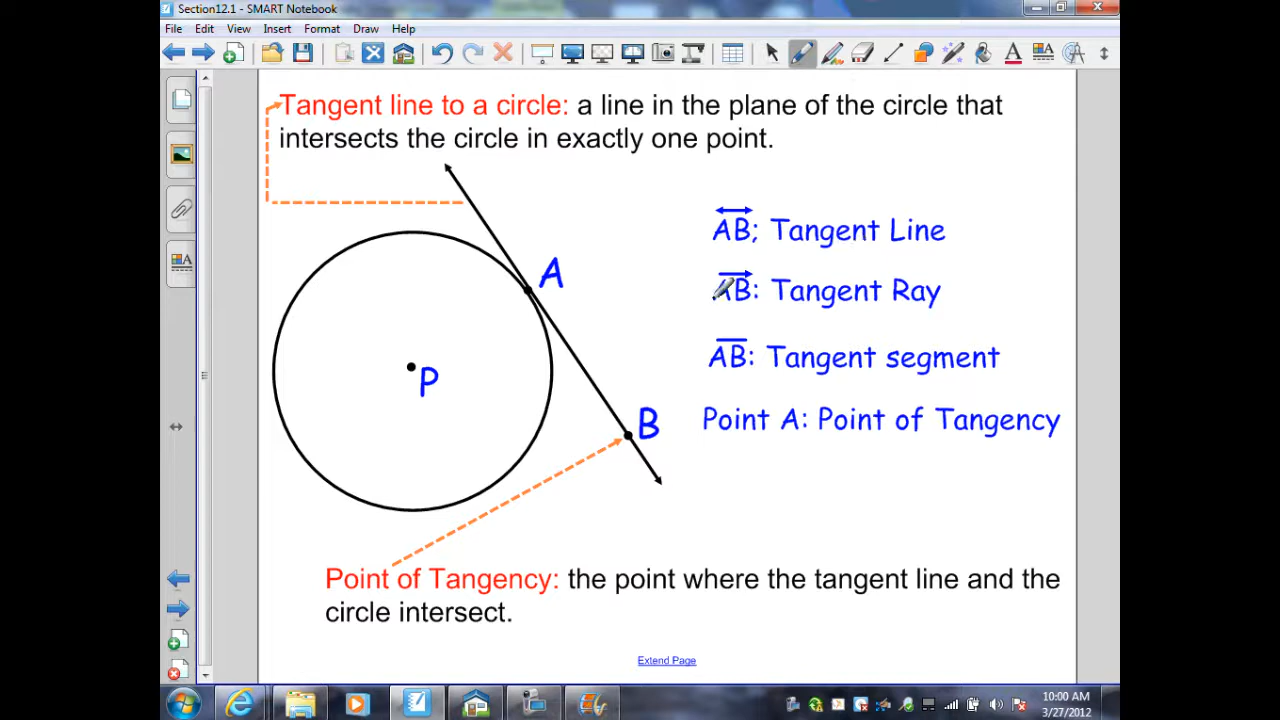 Section12.1 - SMART Notebook
File Edit View Insert Format Draw Help
Tangent line to a circle: a line in the plane of the circle that
intersects the circle in exactly one point.
AB; Tangent Line
A
AB: Tangent Ray
AB: Tangent segment
P
B
Point A: Point of Tangency
Point of Tangency: the point where the tangent line and the
circle intersect.
Extend Page
10:00 AM
3/27/2012